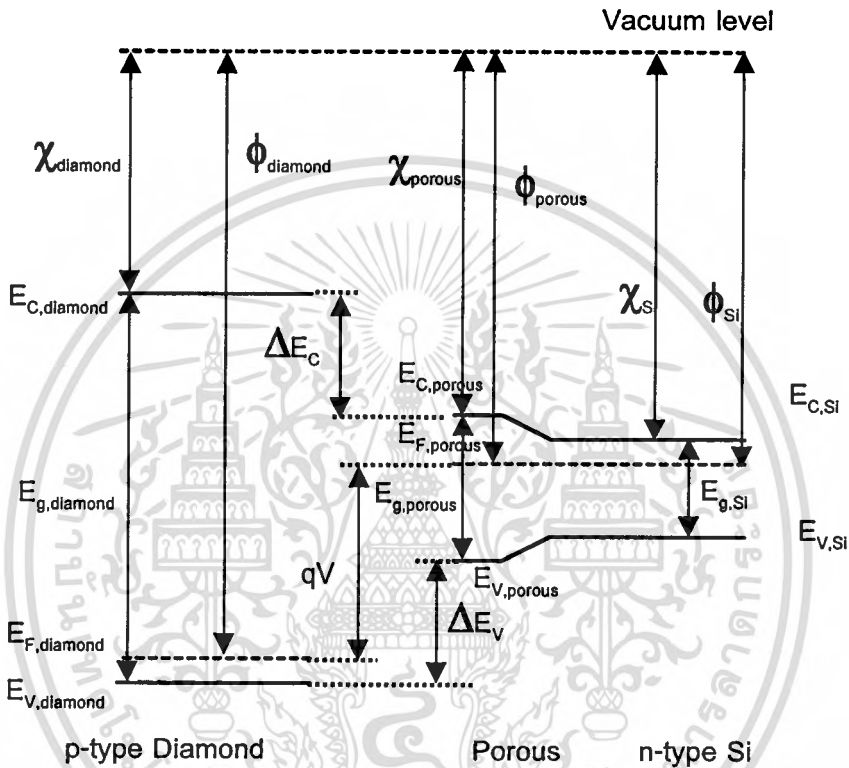 Vacuum level
χdiamond
ϕdiamond
χporous
ϕporous
χS
ϕSi
EC,diamond
ΔEC
EC,porous
EC,Si
EF,porous
Eg,diamond
Eg,porous
Eg,Si
EV,Si
qV
EV,porous
ΔEV
EF,diamond
EV,diamond
p-type Diamond
Porous
n-type Si